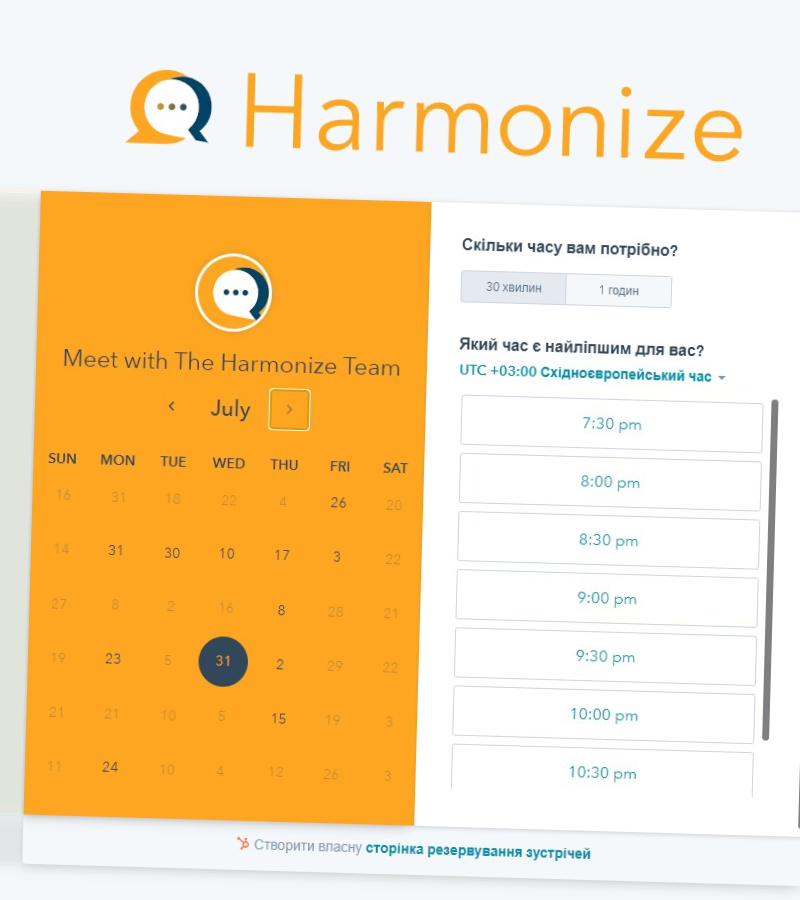 Harmonize
Meet with The Harmonize Team
July
SUN MON TUE WED THU FRI SAT
16 31 18 22 4 26 20
14 31 30 10 17 3 22
27 8 2 16 8 28 21
19 23 5 31 2 29 22
21 21 10 5 15 19 3
11 24 10 4 12 26 3
Скільки часу вам потрібно?
30 хвилин 1 годин
Який час є найліпшим для вас?
UTC +03:00 Східноєвропейський час
7:30 pm
8:00 pm
8:30 pm
9:00 pm
9:30 pm
10:00 pm
10:30 pm
Створити власну сторінка резервування зустрічей